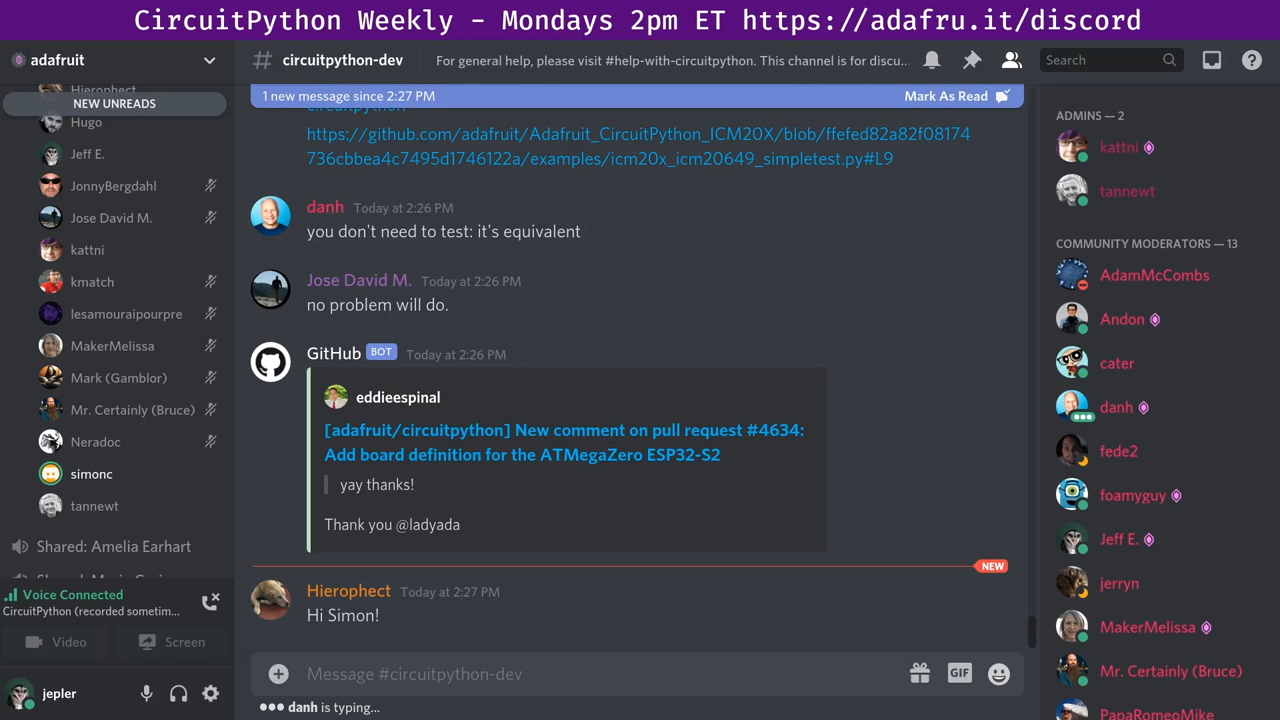 CircuitPython Weekly - Mondays 2pm ET https://adafru.it/discord
adafruit
Hierophect
NEW UNREADS
Hugo
Jeff E.
JonnyBergdahl
Jose David M.
kattni
kmatch
lesamouraipourpre
MakerMelissa
Mark (Gamblor)
Mr. Certainly (Bruce)
Neradoc
simonc
tannewt
Shared: Amelia Earhart
Voice Connected
CircuitPython (recorded sometim...
Video
Screen
jepler
# circuitpython-dev
For general help, please visit #help-with-circuitpython. This channel is for discu...
Search
1 new message since 2:27 PM
Mark As Read
circuitpython
https://github.com/adafruit/Adafruit_CircuitPython_ICM20X/blob/ffefed82a82f08174
736cbbea4c7495d1746122a/examples/icm20x_icm20649_simpletest.py#L9
danh Today at 2:26 PM
you don't need to test: it's equivalent
Jose David M. Today at 2:26 PM
no problem will do.
GitHub BOT Today at 2:26 PM
eddieespinal
[adafruit/circuitpython] New comment on pull request #4634:
Add board definition for the ATMegaZero ESP32-S2
yay thanks!
Thank you @ladyada
NEW
Hierophect Today at 2:27 PM
Hi Simon!
Message #circuitpython-dev
GIF
danh is typing...
ADMINS — 2
kattni
tannewt
COMMUNITY MODERATORS — 13
AdamMcCombs
Andon
cater
danh
fede2
foamyguy
Jeff E.
jerryn
MakerMelissa
Mr. Certainly (Bruce)
PapaRomeoMike